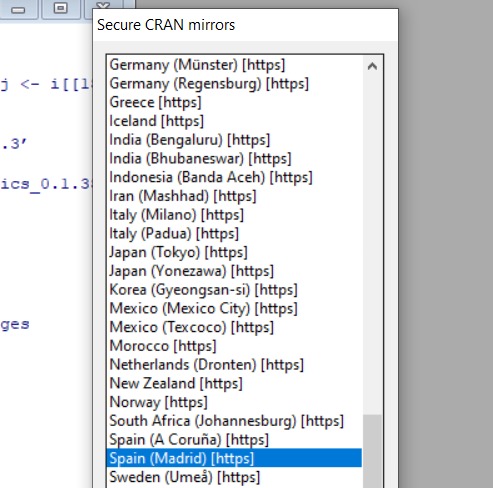 Secure CRAN mirrors
Germany (Münster) [https]
Germany (Regensburg) [https]
j <- i[[1
Greece [https]
Iceland [https]
India (Bengaluru) [https]
.3’
India (Bhubaneswar) [https]
Indonesia (Banda Aceh) [https]
ics_0.1.3
Iran (Mashhad) [https]
Italy (Milano) [https]
Italy (Padua) [https]
Japan (Tokyo) [https]
Japan (Yonezawa) [https]
Korea (Gyeongsan-si) [https]
Mexico (Mexico City) [https]
ges
Mexico (Texcoco) [https]
Morocco [https]
Netherlands (Dronten) [https]
New Zealand [https]
Norway [https]
South Africa (Johannesburg) [https]
Spain (A Coruña) [https]
Spain (Madrid) [https]
Sweden (Umeå) [https]